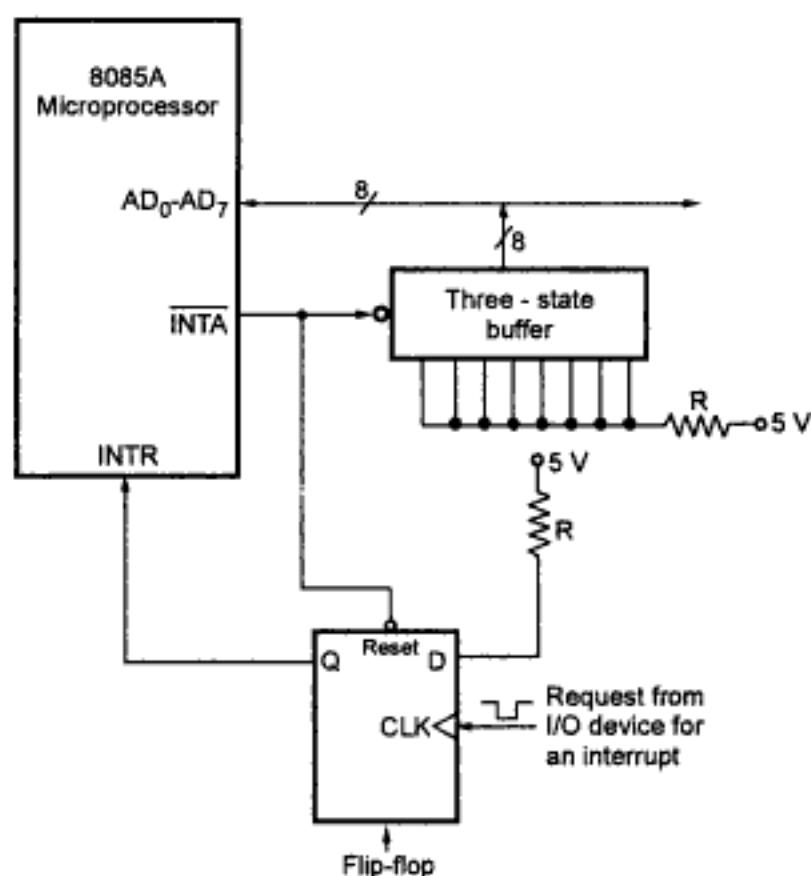 8085A
Microprocessor
AD₀-AD₇
8
8
I̅N̅T̅A̅
Three - state
buffer
R
5 V
INTR
5 V
R
Q
Reset
D
CLK
Request from
I/O device for
an interrupt
Flip-flop